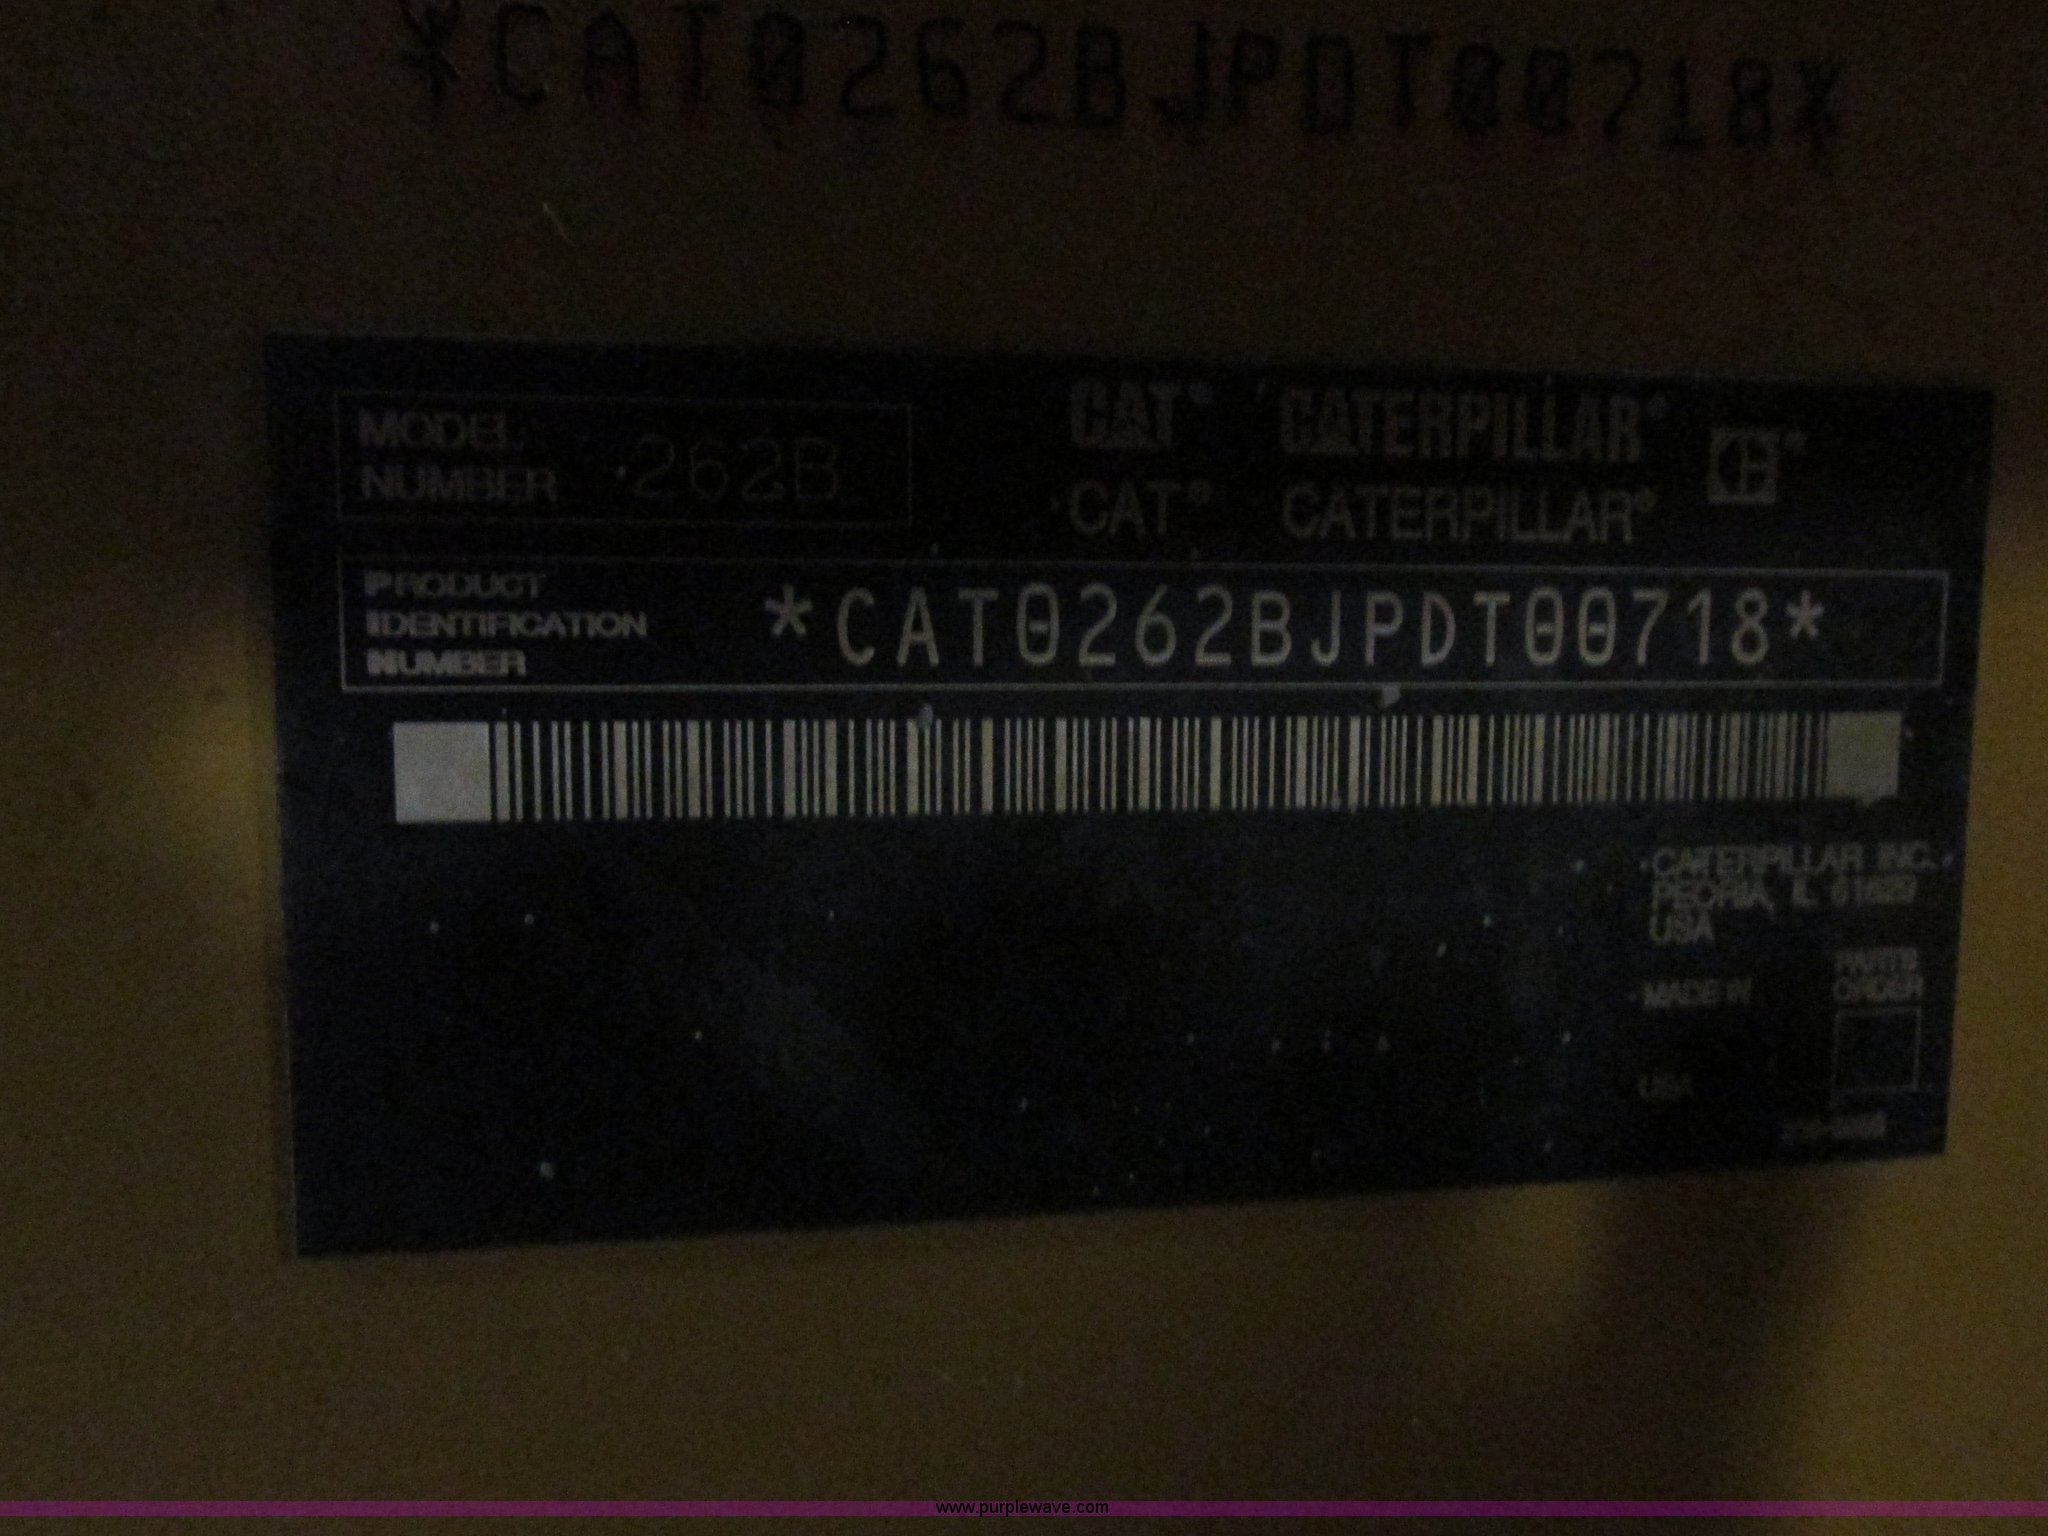 *CAT0262BJPDT00718*
MODEL
NUMBER 262B
CAT® CATERPILLAR®
CAT® CATERPILLAR®
PRODUCT
IDENTIFICATION
NUMBER
*CAT0262BJPDT00718*
CATERPILLAR INC.
PEORIA, IL 61629
USA
MADE IN
USA
PARTS
ORDER
www.purplewave.com